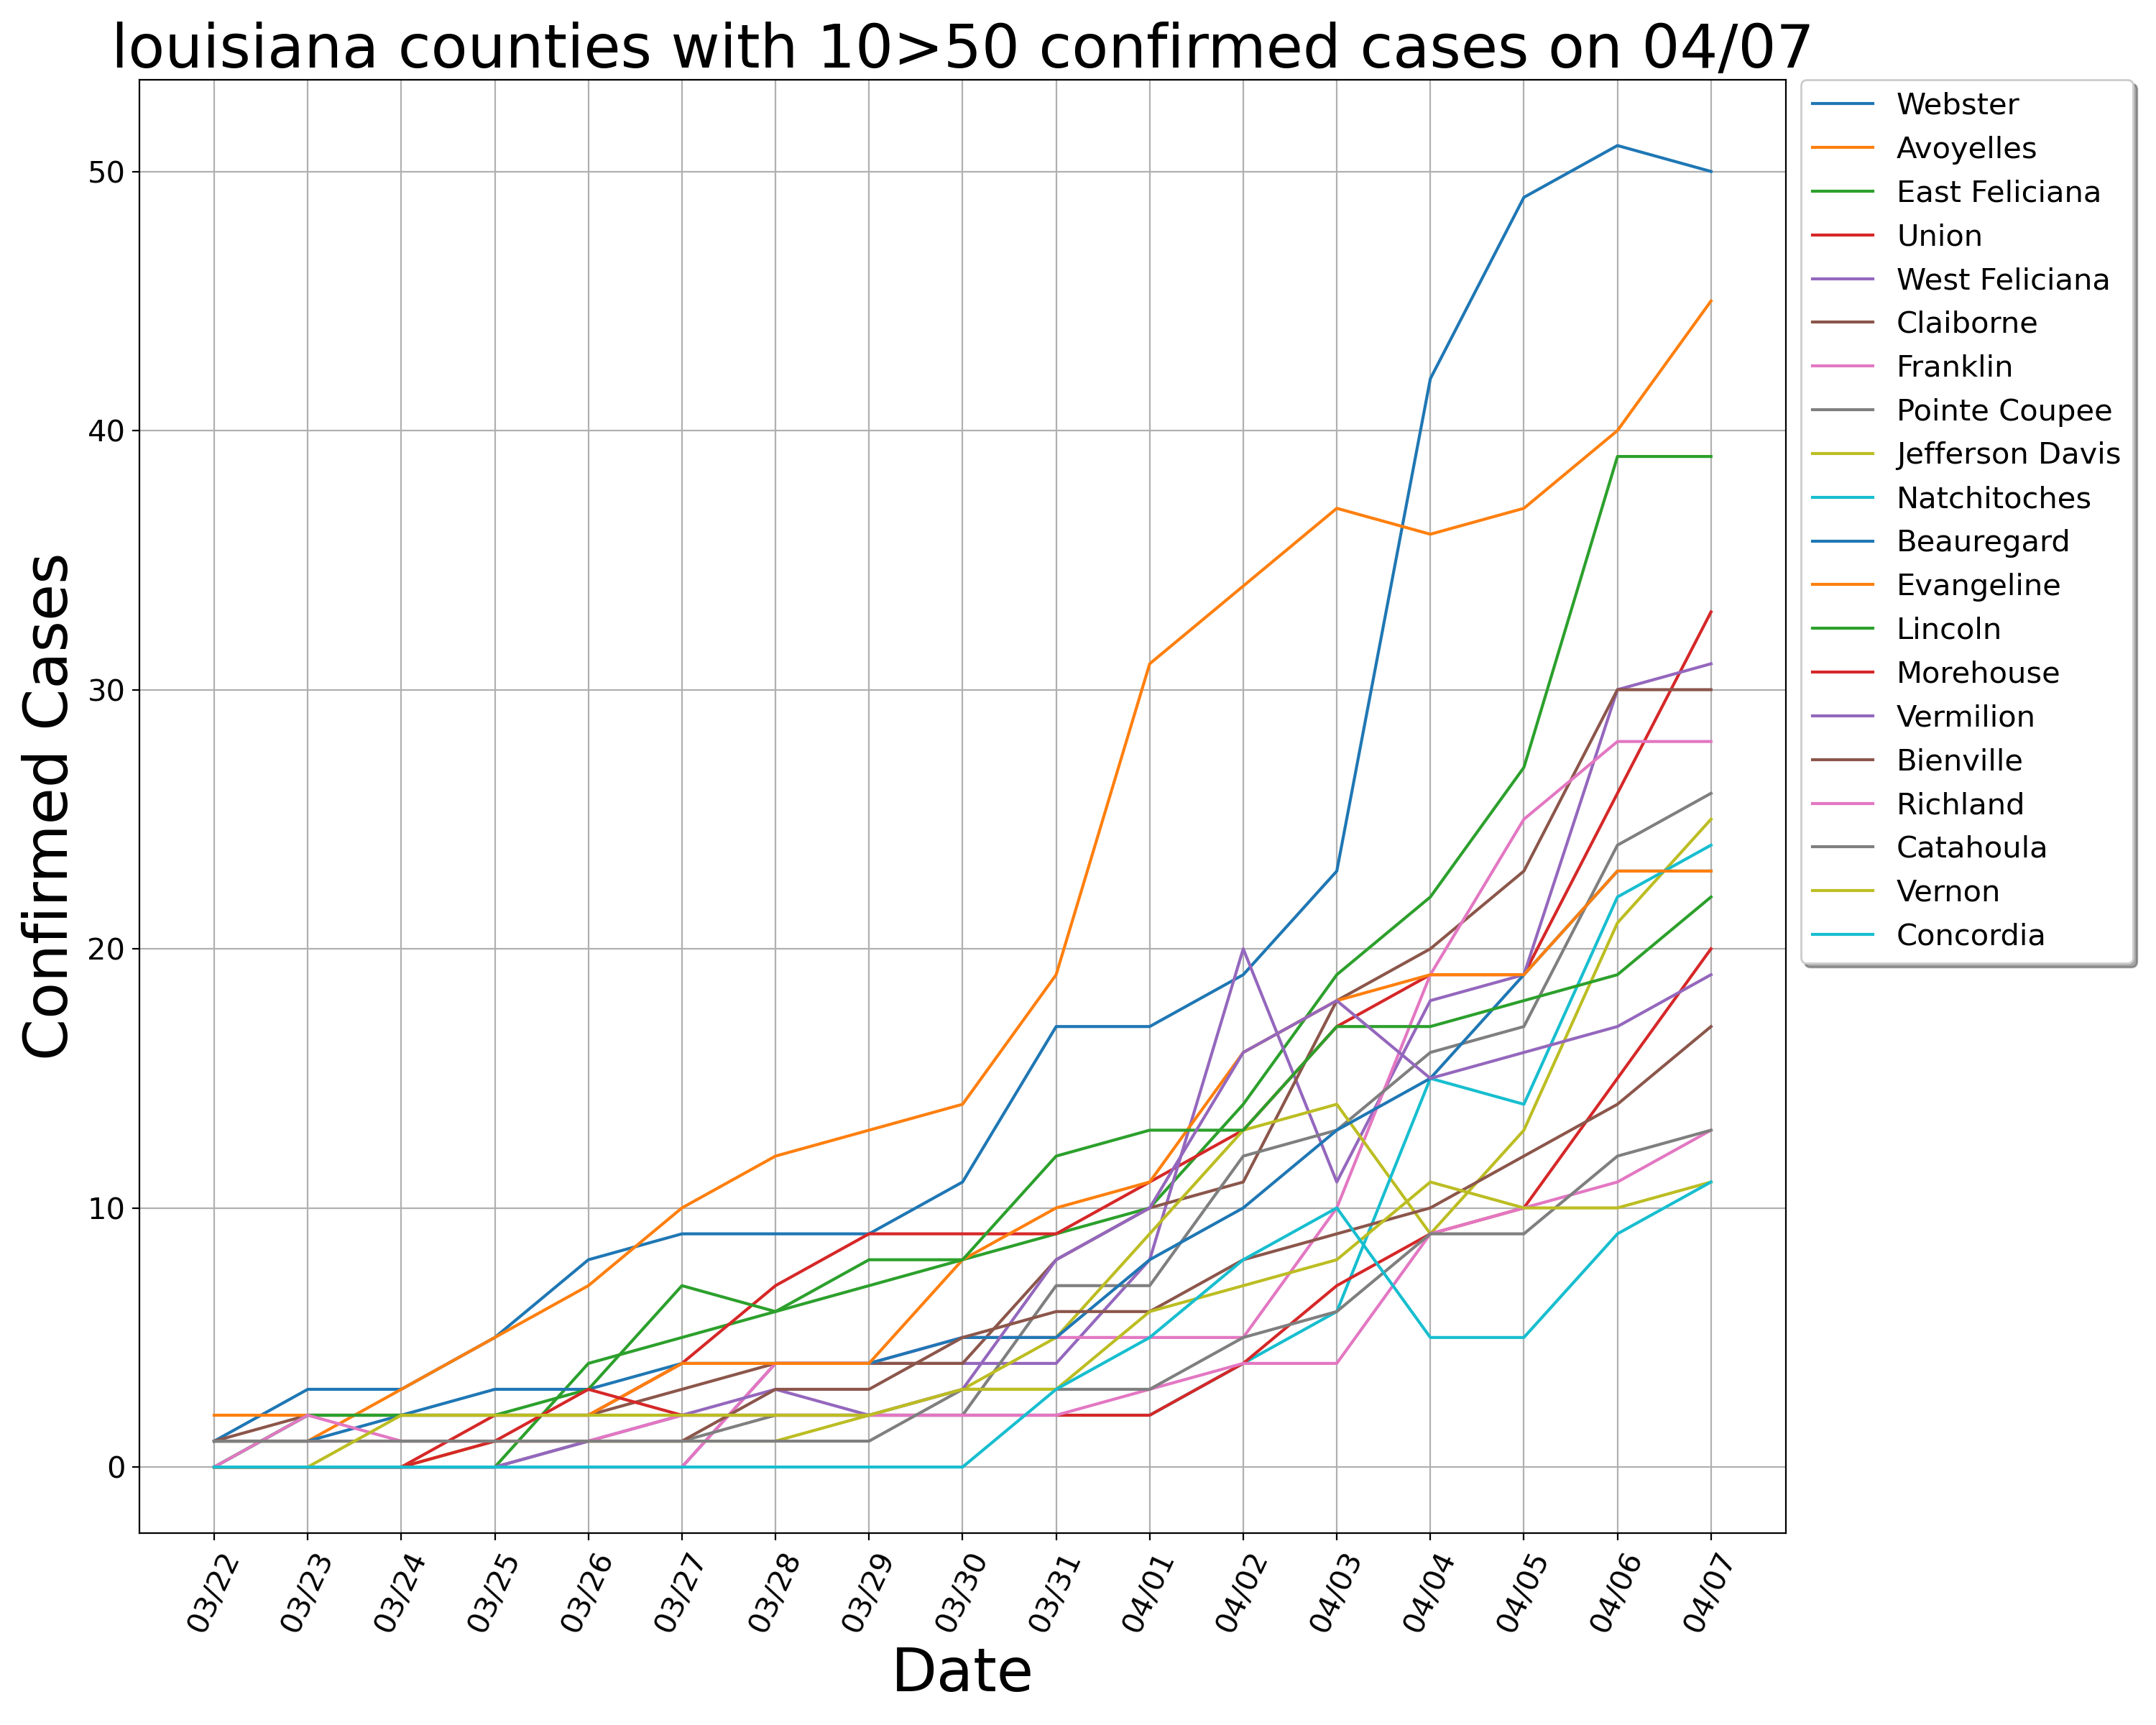 louisiana counties with 10>50 confirmed cases on 04/07
Confirmed Cases
50
40
30
20
10
0
03/22
03/23
03/24
03/25
03/26
03/27
03/28
03/29
03/30
03/31
04/01
04/02
04/03
04/04
04/05
04/06
04/07
Date
Webster
Avoyelles
East Feliciana
Union
West Feliciana
Claiborne
Franklin
Pointe Coupee
Jefferson Davis
Natchitoches
Beauregard
Evangeline
Lincoln
Morehouse
Vermilion
Bienville
Richland
Catahoula
Vernon
Concordia